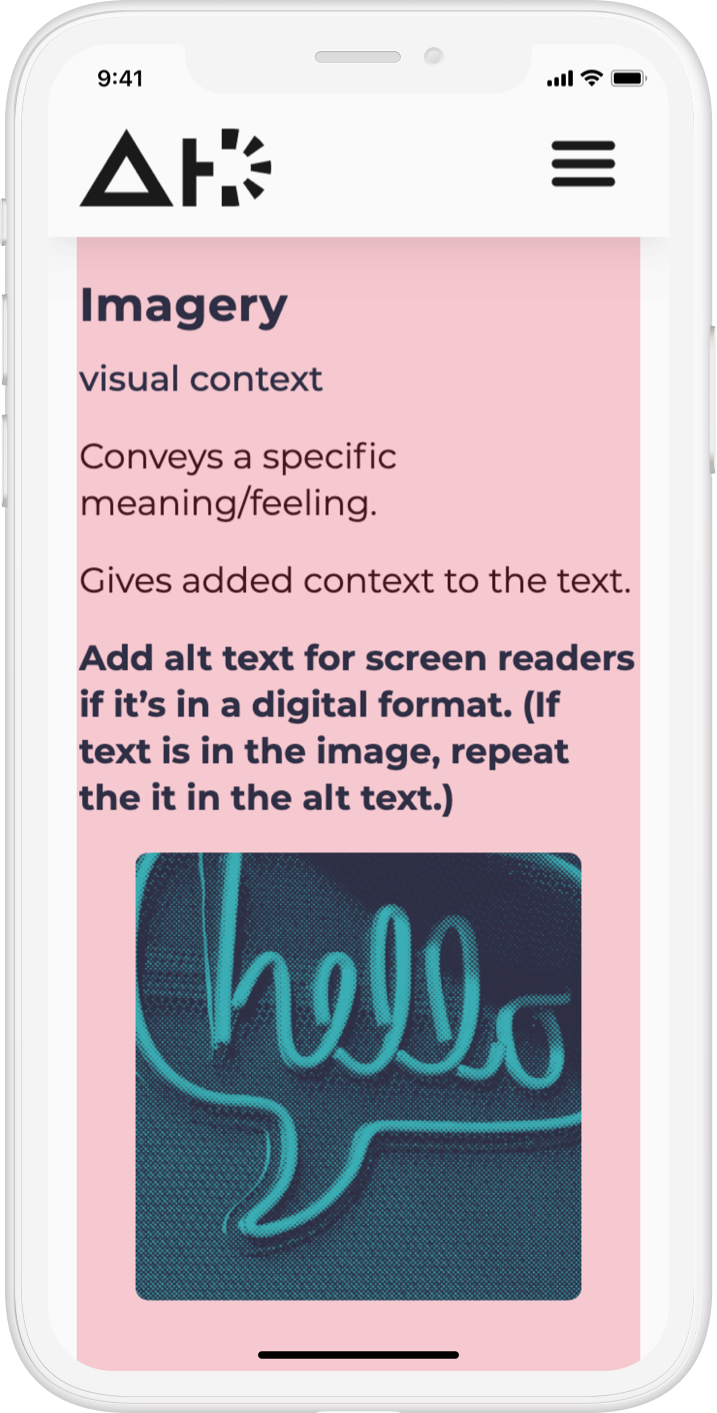 9:41
Imagery
visual context
Conveys a specific
meaning/feeling.
Gives added context to the text.
Add alt text for screen readers
if it’s in a digital format. (If
text is in the image, repeat
the it in the alt text.)
hello